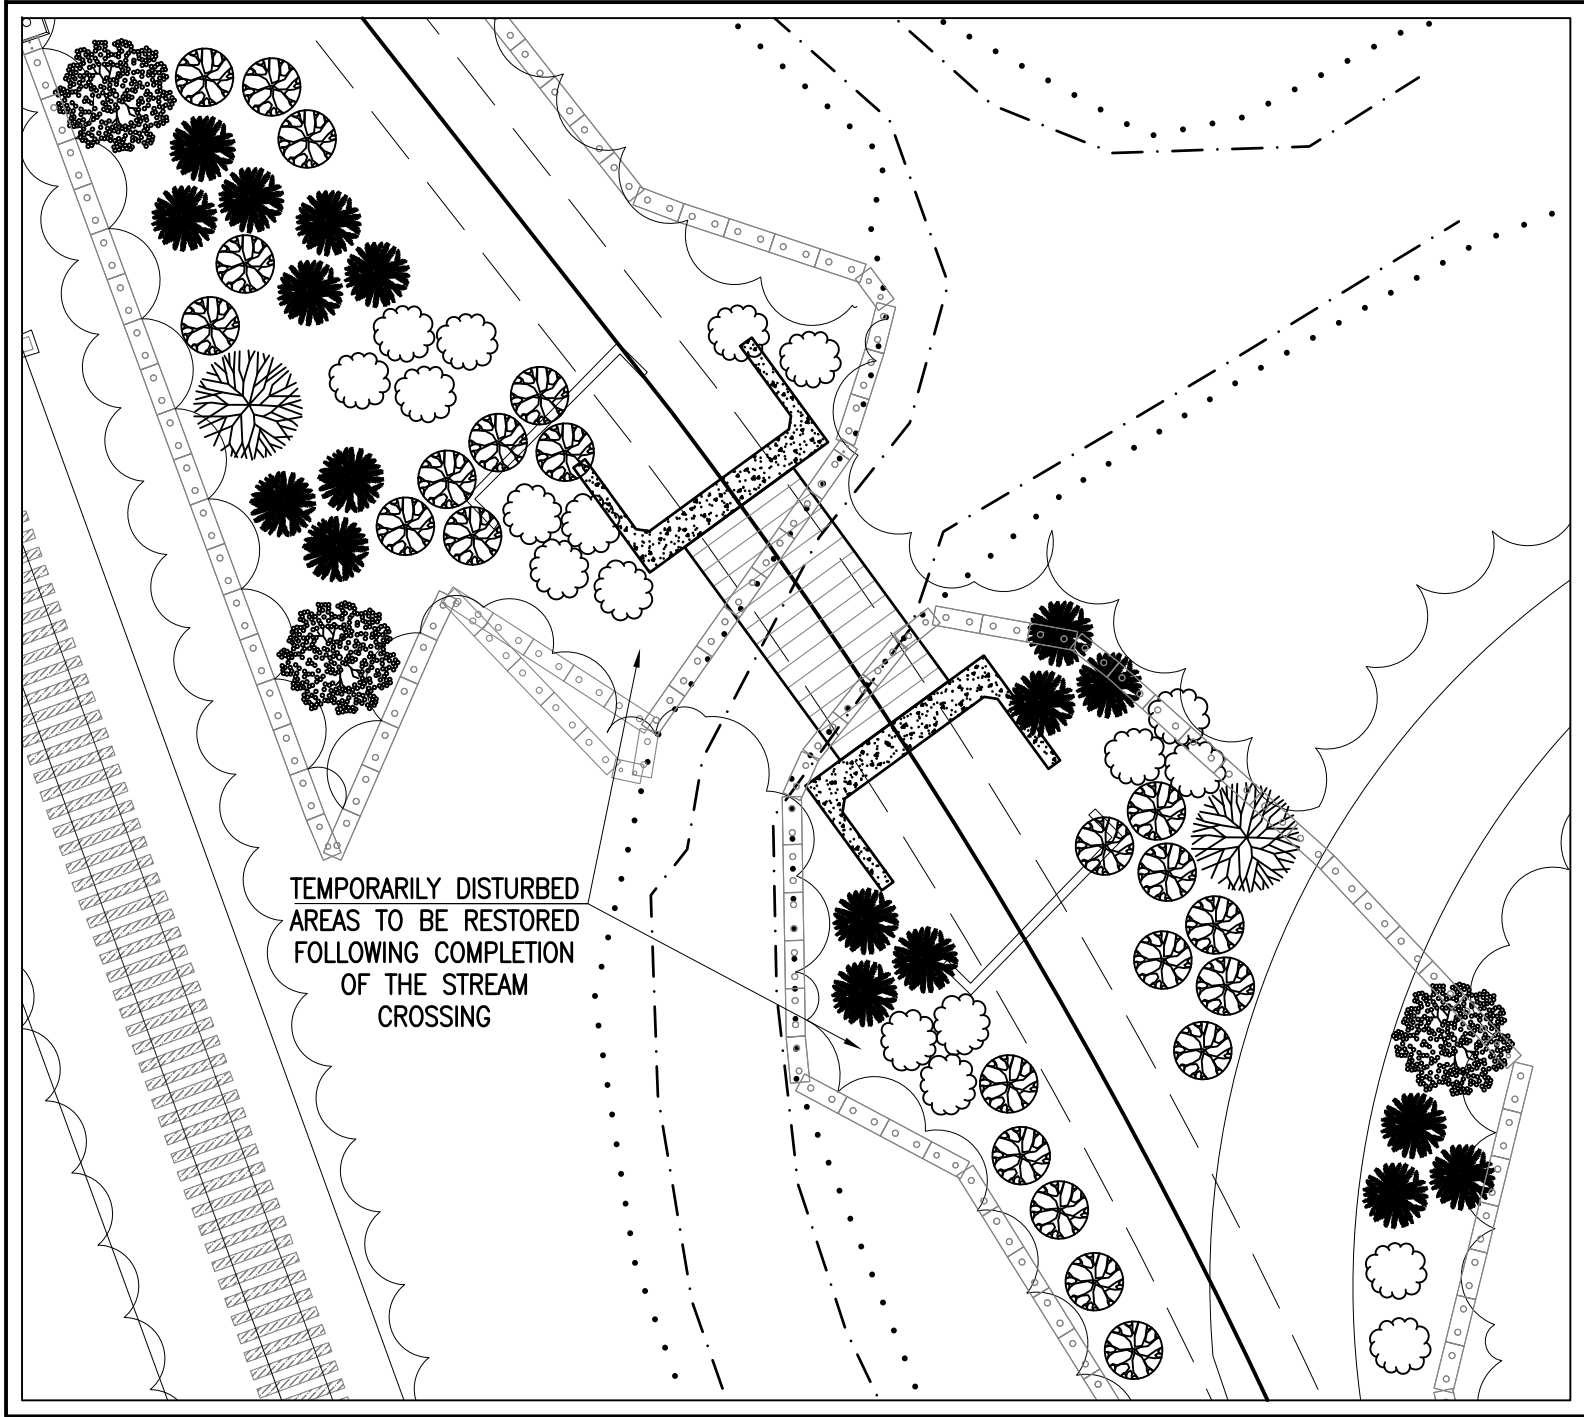 TEMPORARILY DISTURBED
AREAS TO BE RESTORED
FOLLOWING COMPLETION
OF THE STREAM
CROSSING